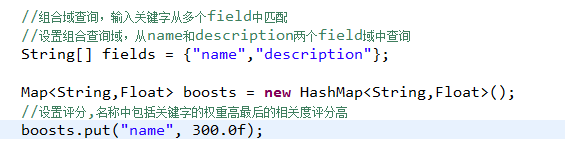 //组合域查询，输入关键字从多个field中匹配
//设置组合查询域，从name和description两个field域中查询
String[] fields = {"name","description"};
Map<String,Float> boosts = new HashMap<String,Float>();
//设置评分,名称中包括关键字的权重高最后的相关度评分高
boosts.put("name", 300.0f);